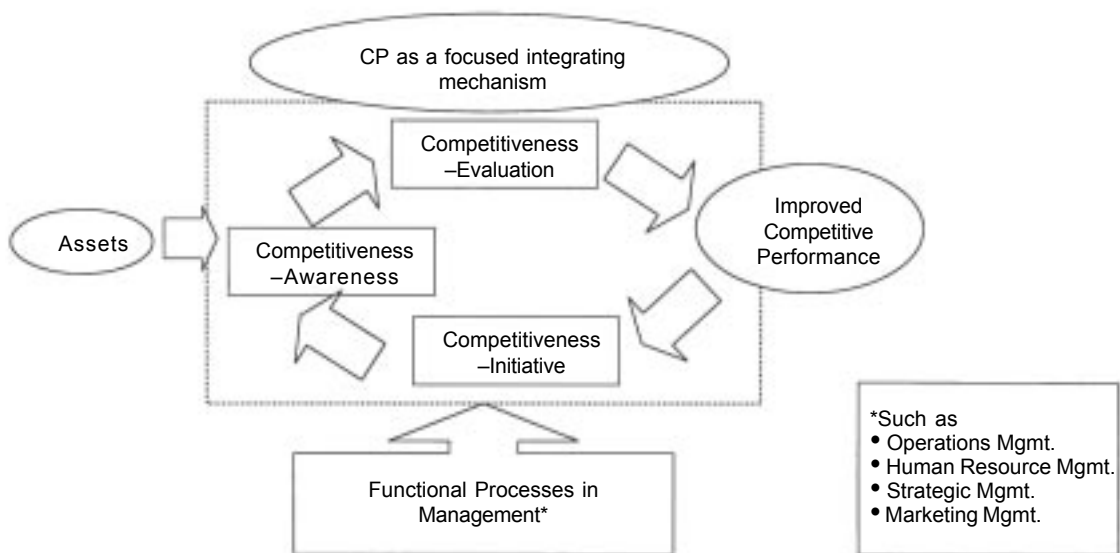 CP as a focused integrating
mechanism
Competitiveness
–Evaluation
Improved
Competitive
Performance
Assets
Competitiveness
–Awareness
Competitiveness
–Initiative
Functional Processes in
Management*
*Such as
• Operations Mgmt.
• Human Resource Mgmt.
• Strategic Mgmt.
• Marketing Mgmt.